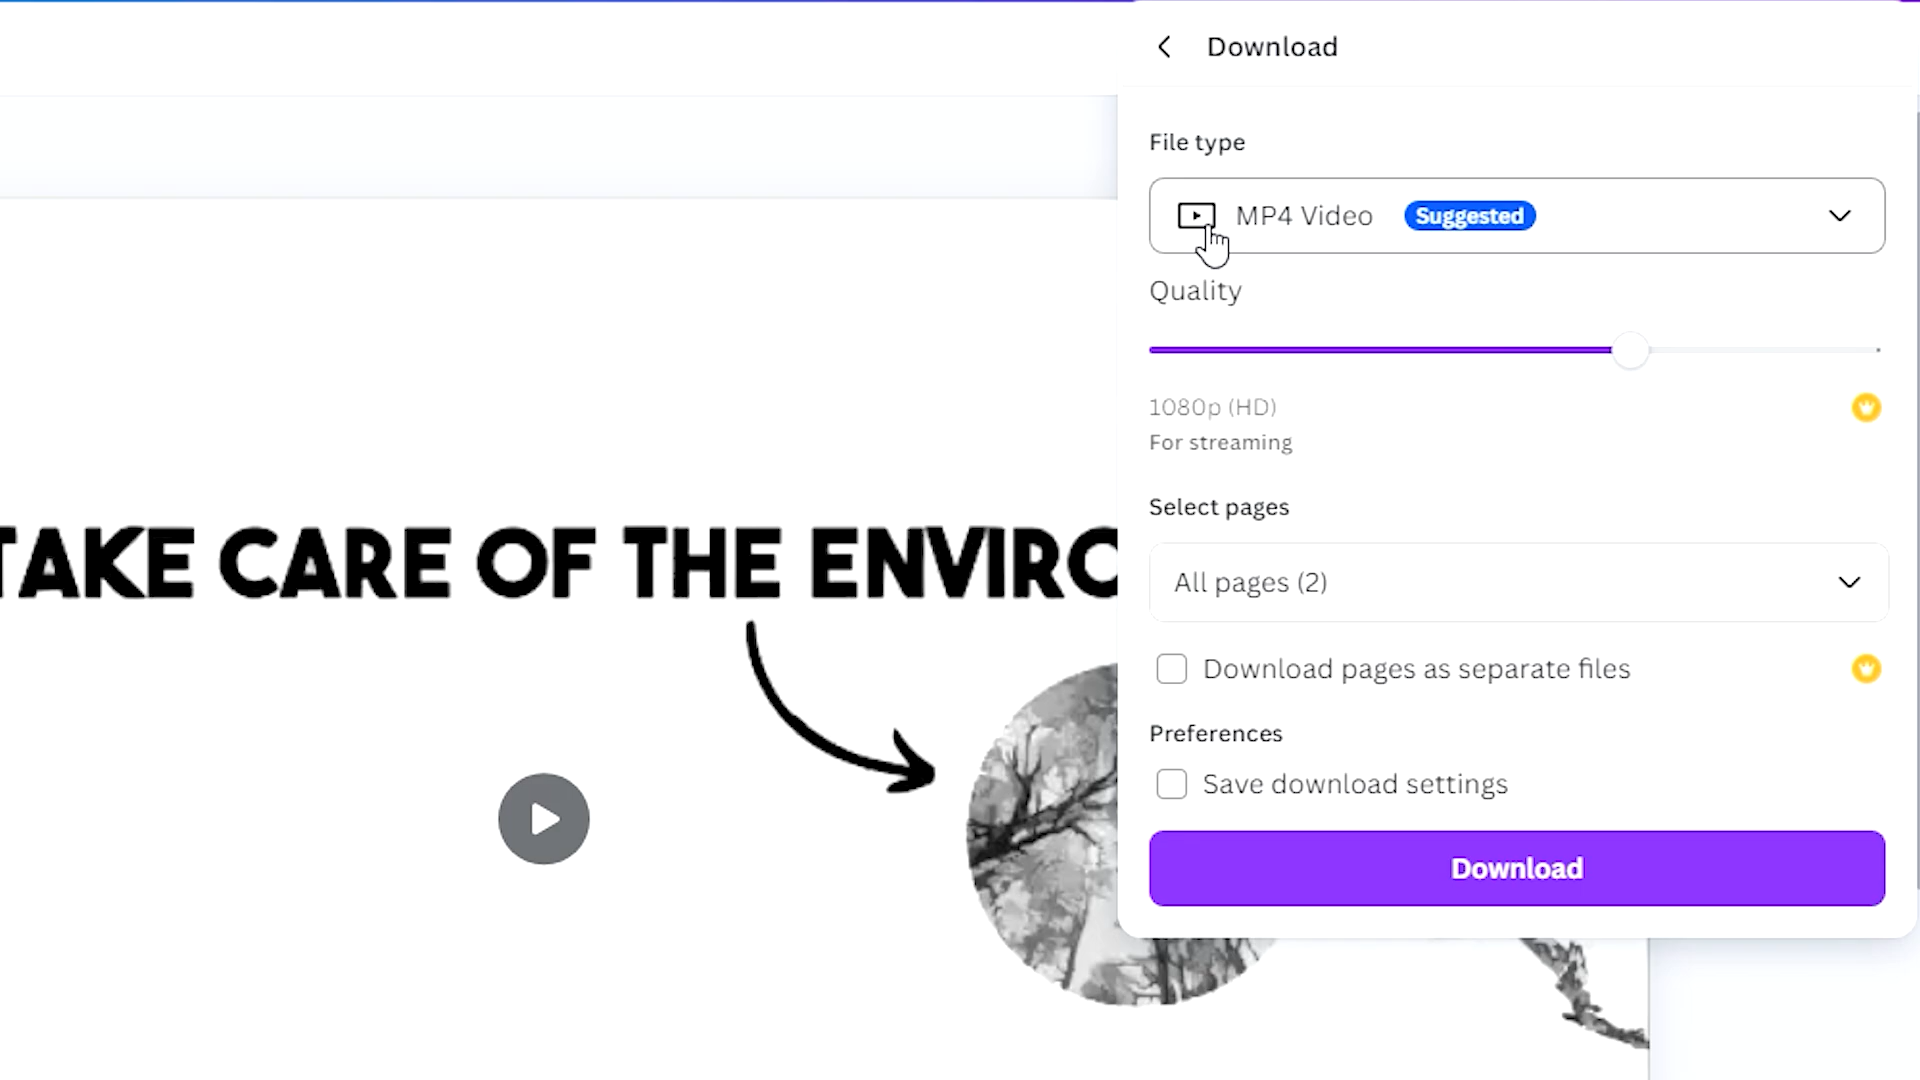 Download
File type
MP4 Video Suggested
Quality
1080p (HD)
For streaming
Select pages
All pages (2)
Download pages as separate files
Preferences
Save download settings
Download
TAKE CARE OF THE ENVIRO